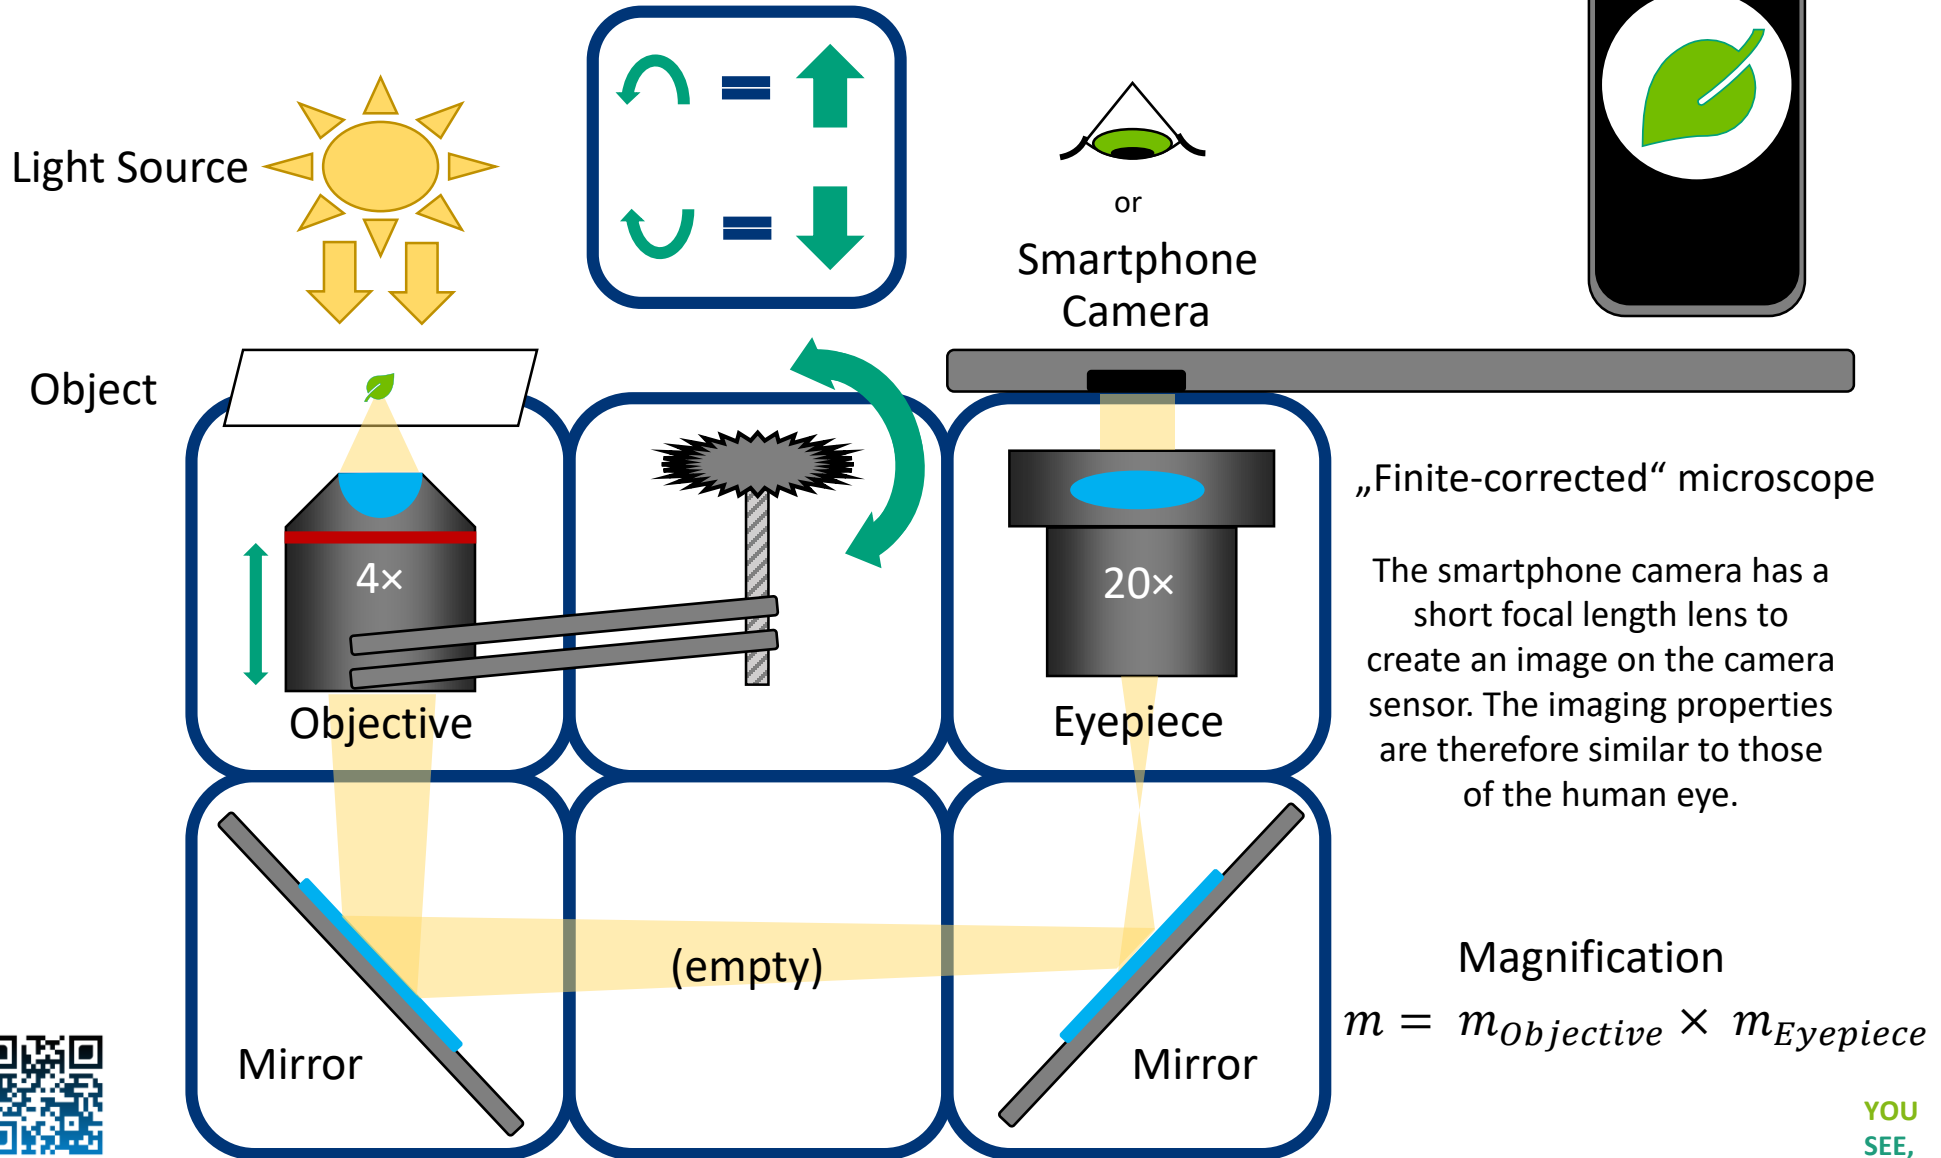 Light Source
or
Smartphone
Camera
Object
„Finite-corrected“ microscope
4×
20×
The smartphone camera has a
short focal length lens to
create an image on the camera
sensor. The imaging properties
are therefore similar to those
of the human eye.
Objective
Eyepiece
(empty)
Magnification
m = m_Objective × m_Eyepiece
Mirror
Mirror
YOU
SEE,